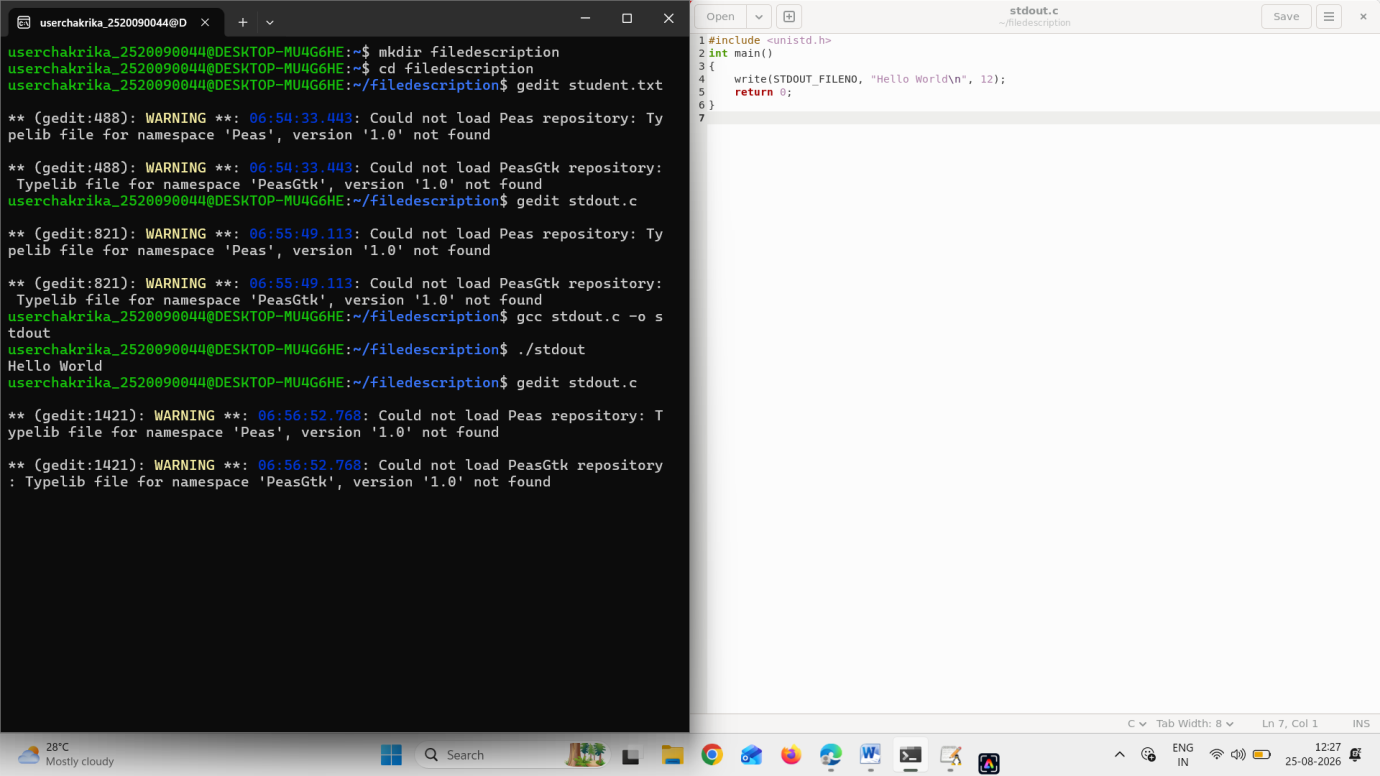 userchakrika_2520090044@D
userchakrika_2520090044@DESKTOP-MU4G6HE:~$ mkdir filedescription
userchakrika_2520090044@DESKTOP-MU4G6HE:~$ cd filedescription
userchakrika_2520090044@DESKTOP-MU4G6HE:~/filedescription$ gedit student.txt
** (gedit:488): WARNING **: 06:54:33.443: Could not load Peas repository: Ty
pelib file for namespace 'Peas', version '1.0' not found
** (gedit:488): WARNING **: 06:54:33.443: Could not load PeasGtk repository:
Typelib file for namespace 'PeasGtk', version '1.0' not found
userchakrika_2520090044@DESKTOP-MU4G6HE:~/filedescription$ gedit stdout.c
** (gedit:821): WARNING **: 06:55:49.113: Could not load Peas repository: Ty
pelib file for namespace 'Peas', version '1.0' not found
** (gedit:821): WARNING **: 06:55:49.113: Could not load PeasGtk repository:
Typelib file for namespace 'PeasGtk', version '1.0' not found
userchakrika_2520090044@DESKTOP-MU4G6HE:~/filedescription$ gcc stdout.c -o s
tdout
userchakrika_2520090044@DESKTOP-MU4G6HE:~/filedescription$ ./stdout
Hello World
userchakrika_2520090044@DESKTOP-MU4G6HE:~/filedescription$ gedit stdout.c
** (gedit:1421): WARNING **: 06:56:52.768: Could not load Peas repository: T
ypelib file for namespace 'Peas', version '1.0' not found
** (gedit:1421): WARNING **: 06:56:52.768: Could not load PeasGtk repository
: Typelib file for namespace 'PeasGtk', version '1.0' not found
Open
stdout.c
~/filedescription
Save
1 #include <unistd.h>
2 int main()
3 {
4     write(STDOUT_FILENO, "Hello World\n", 12);
5     return 0;
6 }
7
C Tab Width: 8 Ln 7, Col 1 INS
28°C
Mostly cloudy
Search
ENG
IN
12:27
25-08-2026